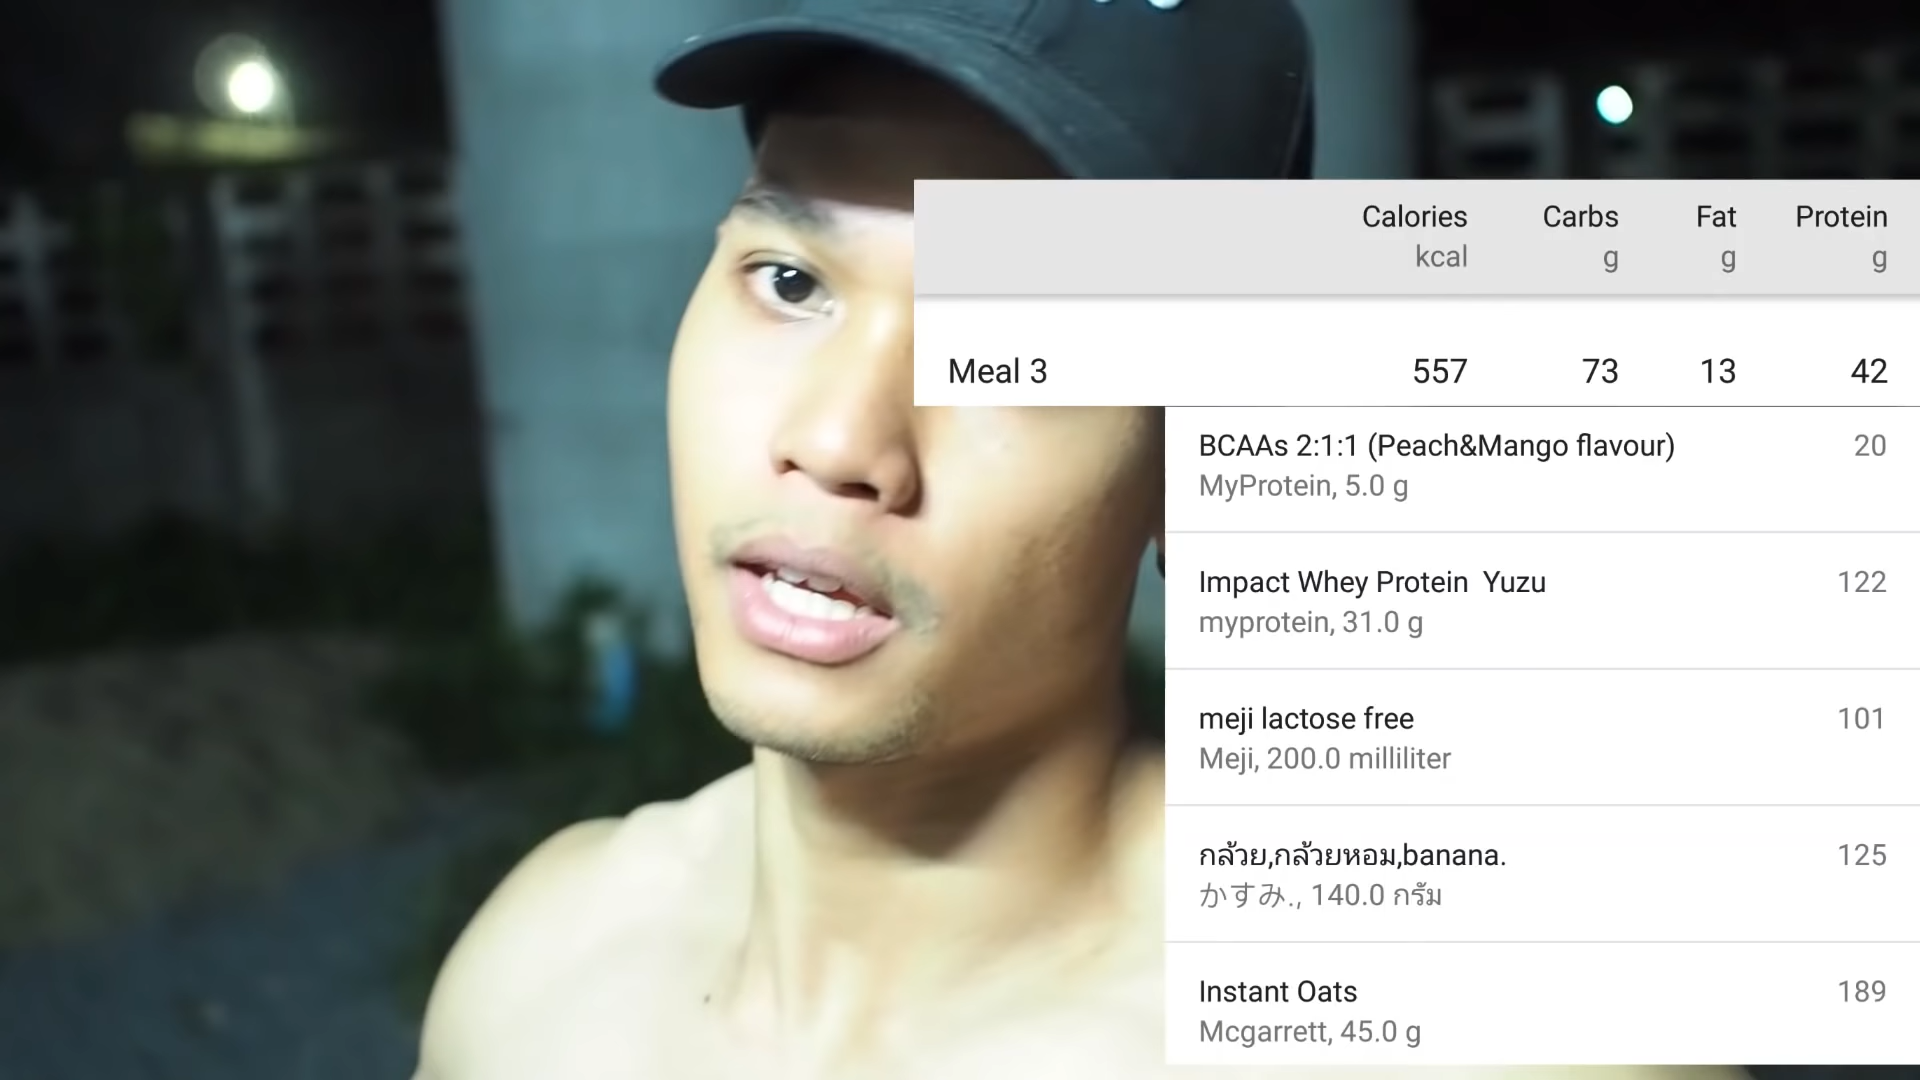 Calories Carbs Fat Protein
kcal g g g
Meal 3 557 73 13 42
BCAAs 2:1:1 (Peach&Mango flavour) 20
MyProtein, 5.0 g
Impact Whey Protein Yuzu 122
myprotein, 31.0 g
meji lactose free 101
Meji, 200.0 milliliter
กล้วย,กล้วยหอม,banana. 125
かすみ., 140.0 กรัม
Instant Oats 189
Mcgarrett, 45.0 g